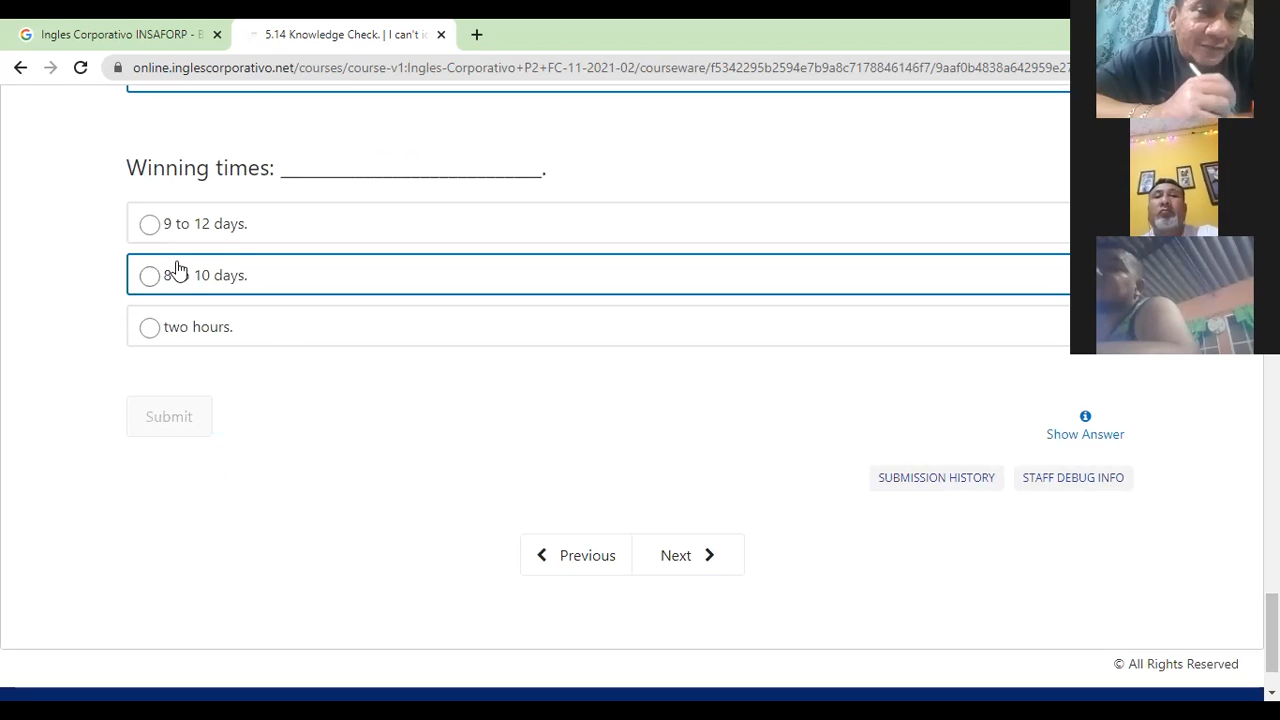 Ingles Corporativo INSAFORP - B
5.14 Knowledge Check. | I can't ic
online.inglescorporativo.net/courses/course-v1:Ingles-Corporativo+P2+FC-11-2021-02/courseware/f5342295b2594e7b9a8c7178846146f7/9aaf0b4838a642959e27
Winning times: ________________________.
9 to 12 days.
8 10 days.
two hours.
Submit
Show Answer
SUBMISSION HISTORY
STAFF DEBUG INFO
Previous
Next
© All Rights Reserved